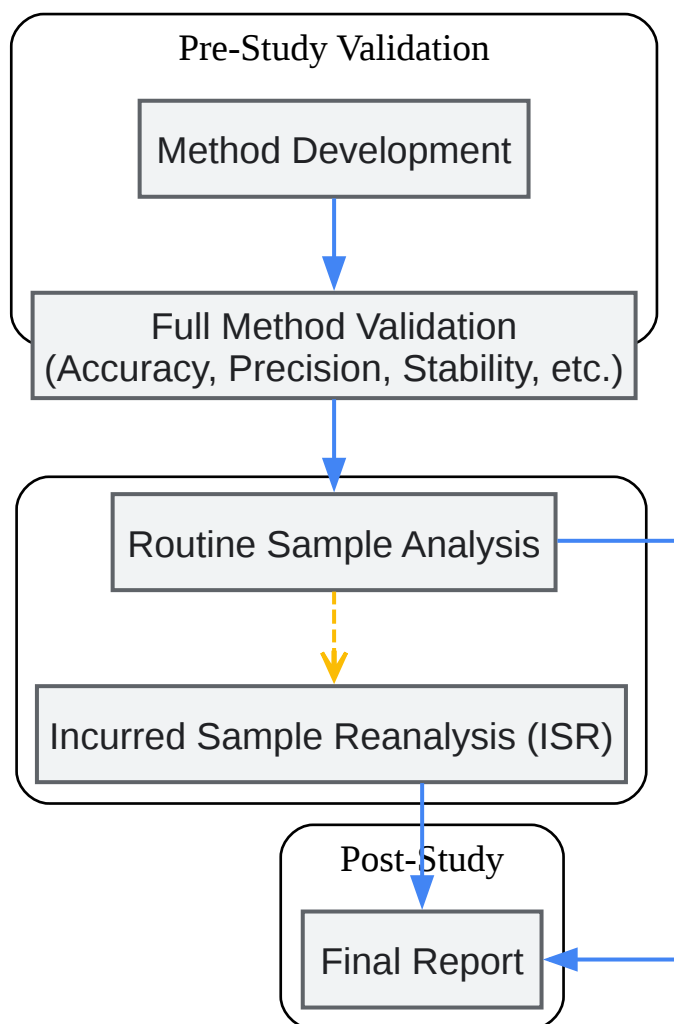 Pre-Study Validation
Method Development
Full Method Validation
(Accuracy, Precision, Stability, etc.)
Routine Sample Analysis
Incurred Sample Reanalysis (ISR)
Post-Study
Final Report